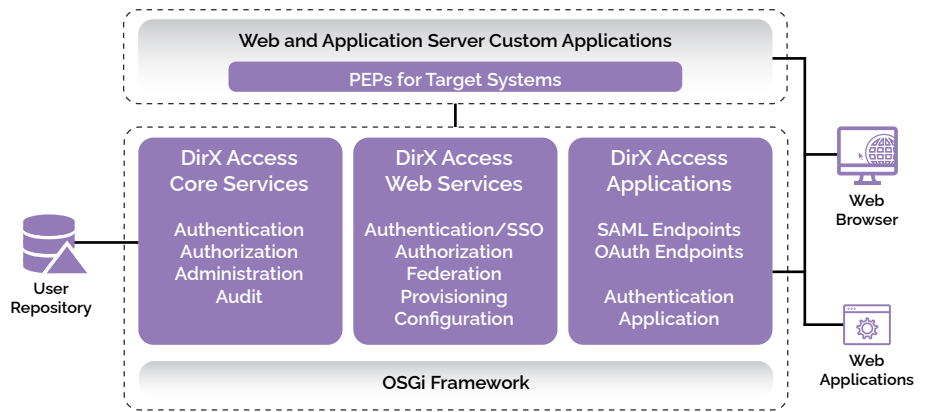 Web and Application Server Custom Applications
PEPs for Target Systems
DirX Access
Core Services
Authentication
Authorization
Administration
Audit
DirX Access
Web Services
Authentication/SSO
Authorization
Federation
Provisioning
Configuration
DirX Access
Applications
SAML Endpoints
OAuth Endpoints
Authentication
Application
OSGi Framework
User
Repository
Web
Browser
Web
Applications